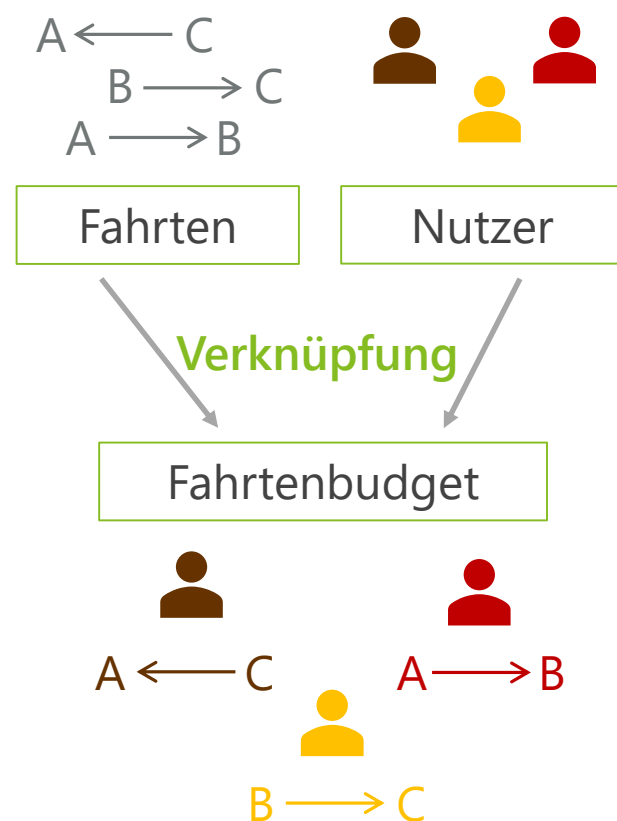 A ← C
B → C
A → B
Fahrten
Nutzer
Verknüpfung
Fahrtenbudget
A ← C
A → B
B → C